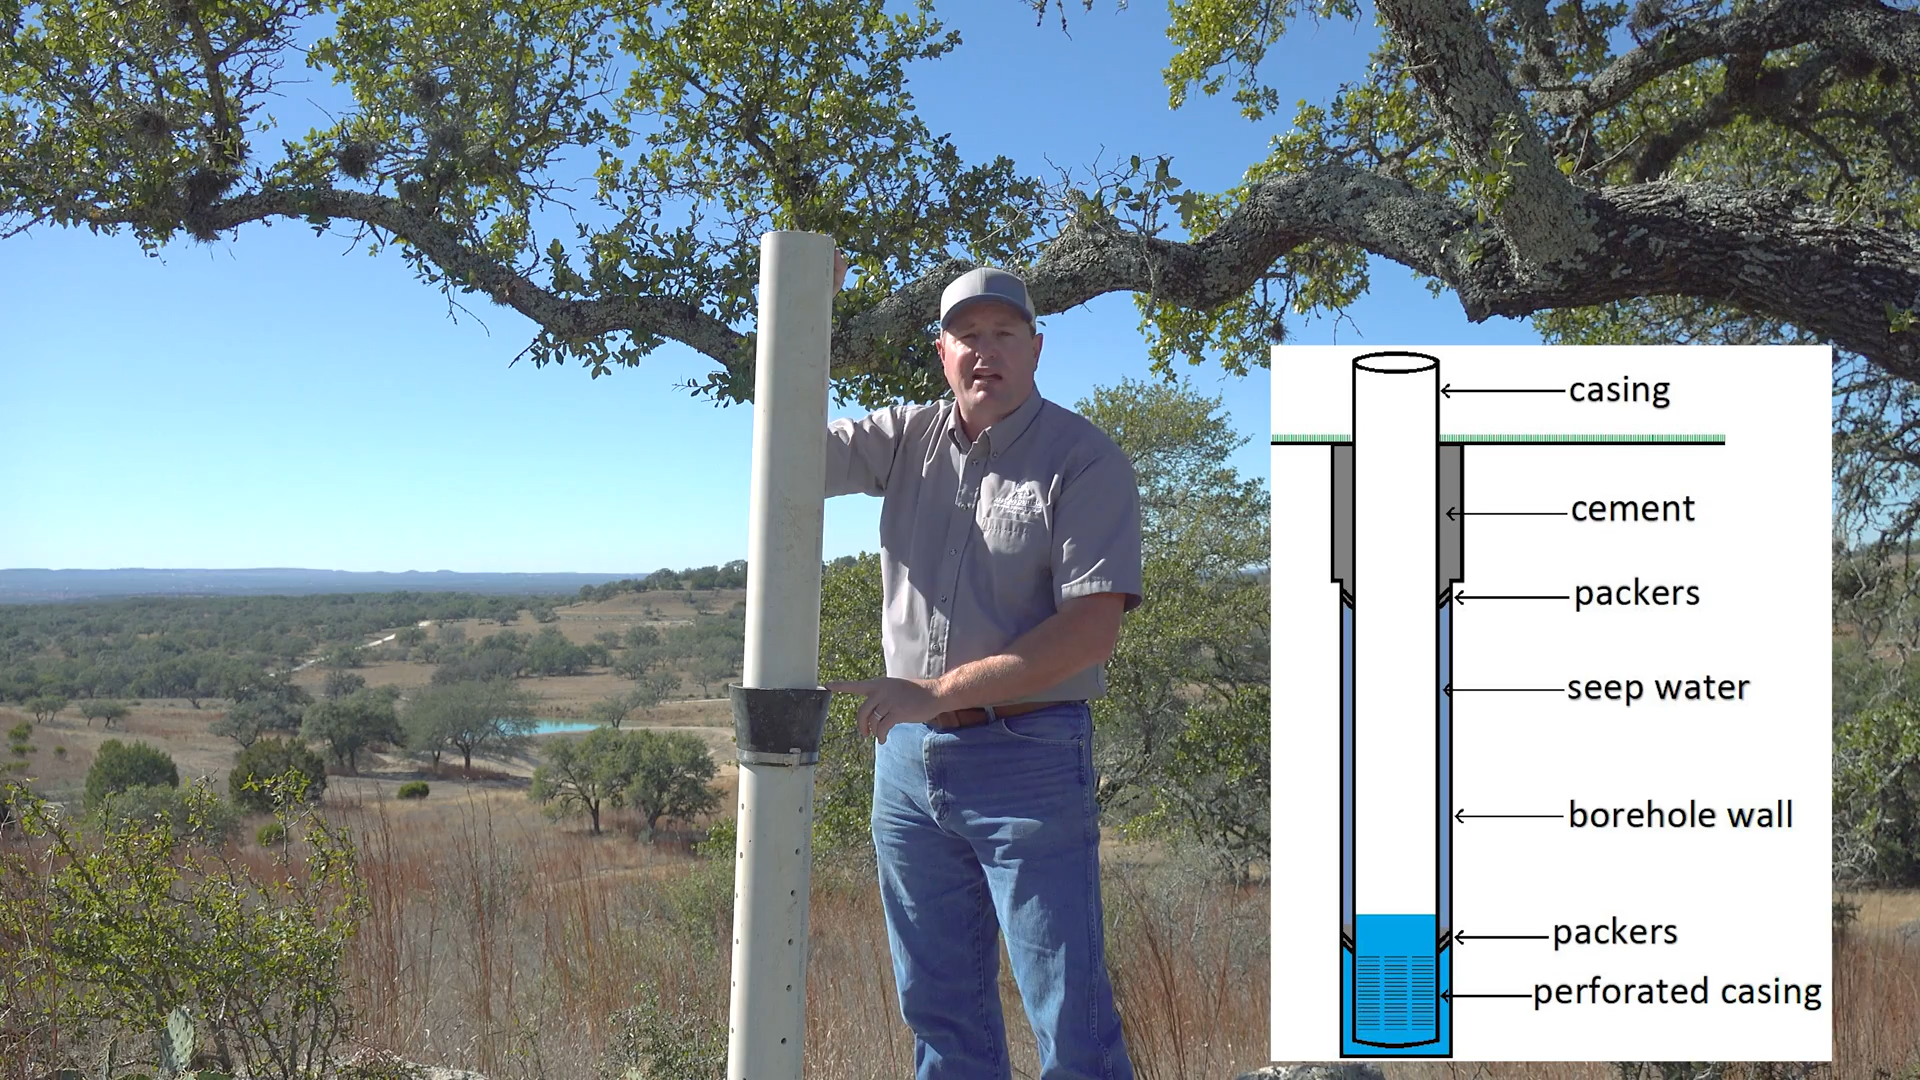 casing
cement
packers
seep water
borehole wall
packers
perforated casing